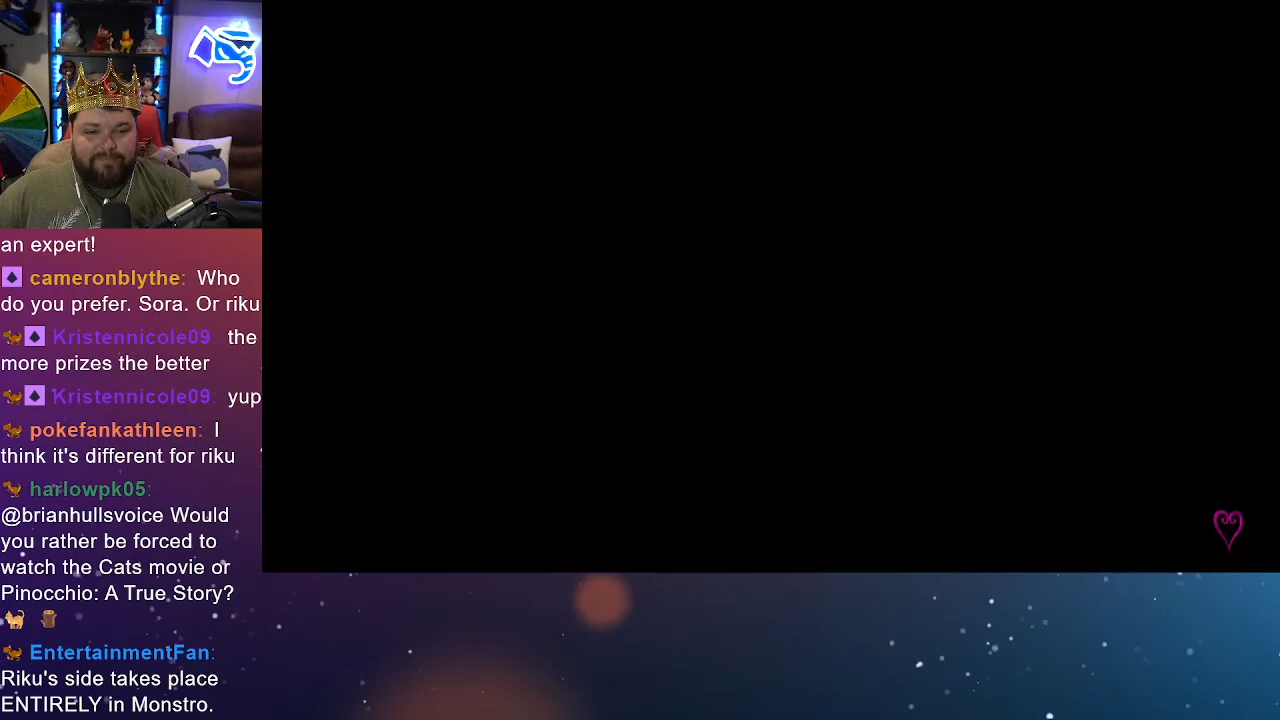 an expert!
cameronblythe: Who
do you prefer. Sora. Or riku
Kristennicole09: the
more prizes the better
Kristennicole09: yup
pokefankathleen: I
think it's different for riku
harlowpk05:
@brianhullsvoice Would
you rather be forced to
watch the Cats movie or
Pinocchio: A True Story?
EntertainmentFan:
Riku's side takes place
ENTIRELY in Monstro.